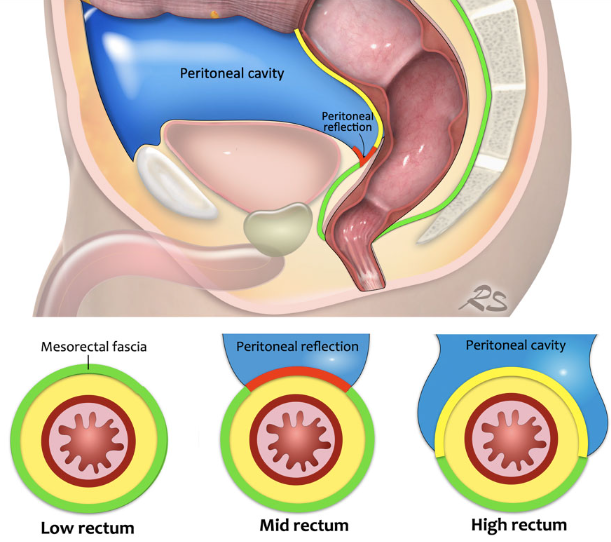 Peritoneal cavity
Peritoneal
reflection
RS
Mesorectal fascia
Peritoneal reflection
Peritoneal cavity
Low rectum
Mid rectum
High rectum